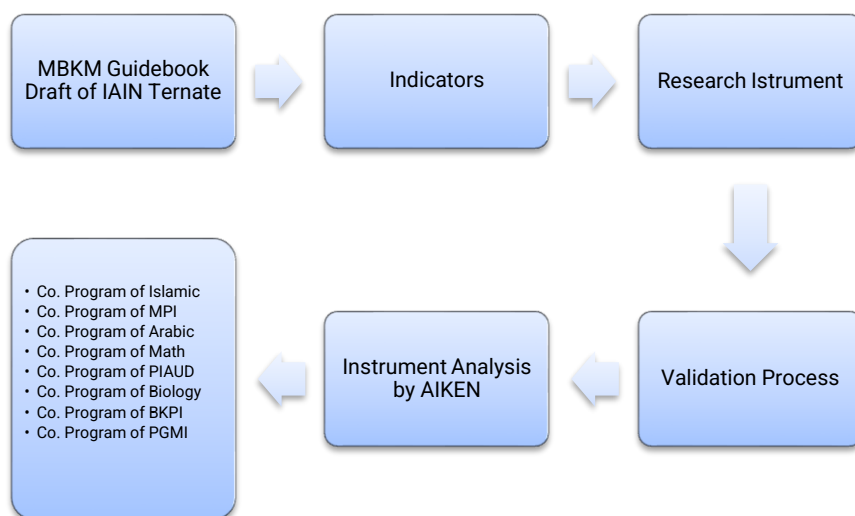 MBKM Guidebook
Draft of IAIN Ternate
Indicators
Research Istrument
Validation Process
Instrument Analysis
by AIKEN
• Co. Program of Islamic
• Co. Program of MPI
• Co. Program of Arabic
• Co. Program of Math
• Co. Program of PIAUD
• Co. Program of Biology
• Co. Program of BKPI
• Co. Program of PGMI